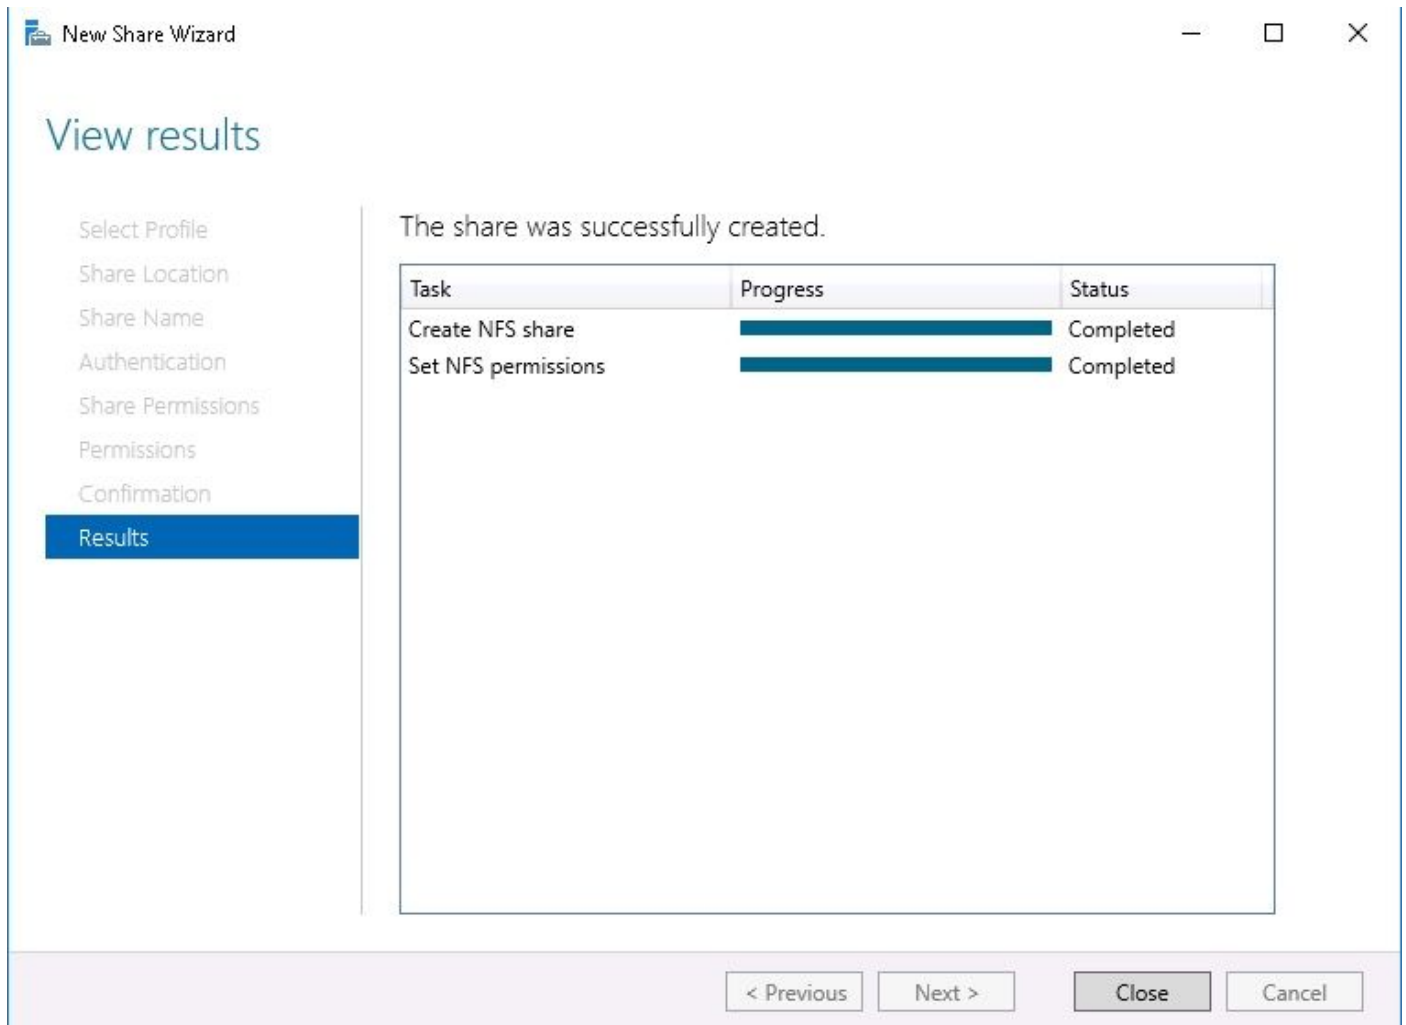 New Share Wizard
View results
Select Profile
Share Location
Share Name
Authentication
Share Permissions
Permissions
Confirmation
Results
The share was successfully created.
Task Progress Status
Create NFS share Completed
Set NFS permissions Completed
< Previous Next > Close Cancel